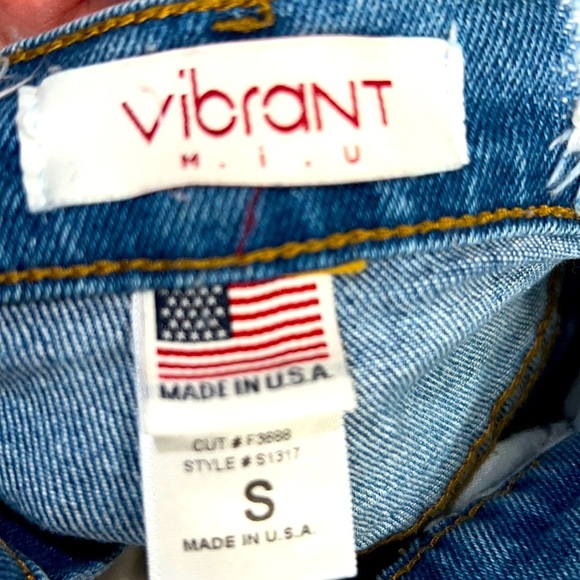 vibrANT
M.i.U
MADE IN U.S.A.
CUT # F3688
STYLE # S1317
S
MADE IN U.S.A.